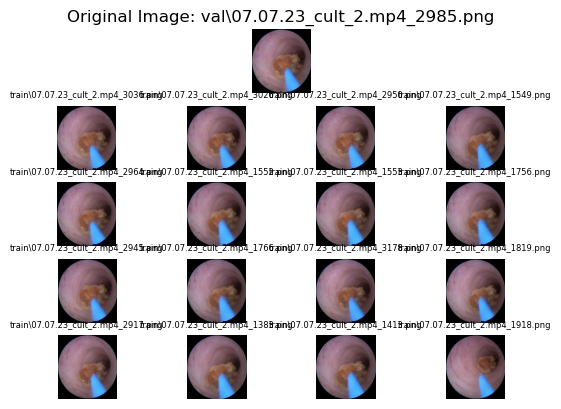 Original Image: val\07.07.23_cult_2.mp4_2985.png
train\07.07.23_cult_2.mp4_3036.png train\07.07.23_cult_2.mp4_3026.png train\07.07.23_cult_2.mp4_2956.png train\07.07.23_cult_2.mp4_1549.png
train\07.07.23_cult_2.mp4_2964.png train\07.07.23_cult_2.mp4_1552.png train\07.07.23_cult_2.mp4_1553.png train\07.07.23_cult_2.mp4_1756.png
train\07.07.23_cult_2.mp4_2945.png train\07.07.23_cult_2.mp4_1766.png train\07.07.23_cult_2.mp4_3178.png train\07.07.23_cult_2.mp4_1819.png
train\07.07.23_cult_2.mp4_2917.png train\07.07.23_cult_2.mp4_1385.png train\07.07.23_cult_2.mp4_1415.png train\07.07.23_cult_2.mp4_1918.png